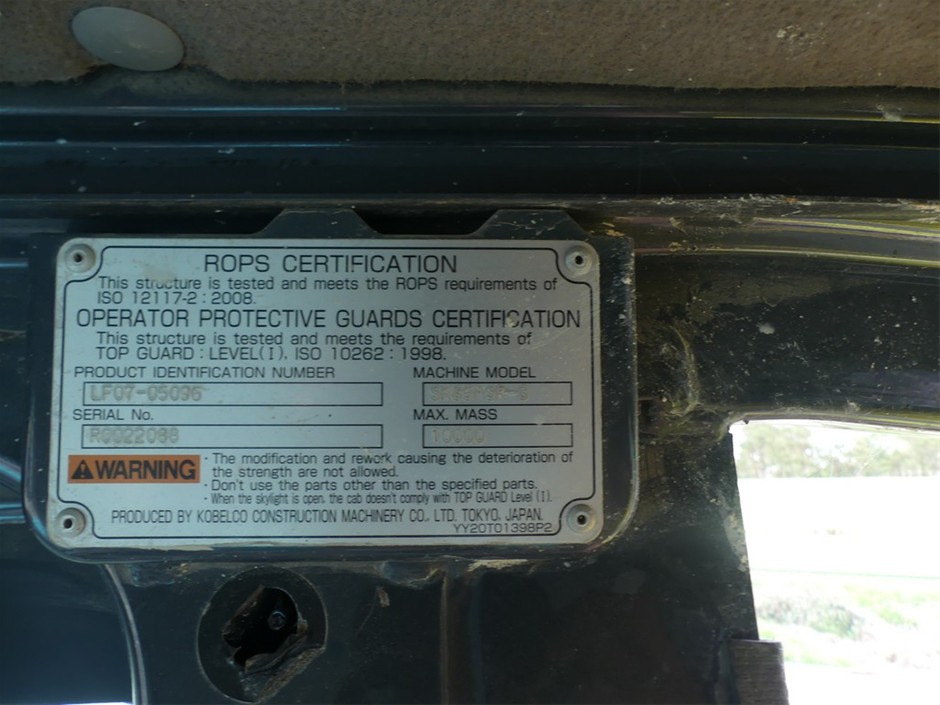 ROPS CERTIFICATION
This structure is tested and meets the ROPS requirements of
ISO 12117-2 : 2008.
OPERATOR PROTECTIVE GUARDS CERTIFICATION
This structure is tested and meets the requirements of
TOP GUARD : LEVEL(I). ISO 10262 : 1998.
PRODUCT IDENTIFICATION NUMBER
MACHINE MODEL
LF07-05096
SERIAL No.
MAX. MASS
R0022088
10000
WARNING
· The modification and rework causing the deterioration of
the strength are not allowed.
· Don't use the parts other than the specified parts.
· When the skylight is open, the cab doesn't comply with TOP GUARD Level (I).
PRODUCED BY KOBELCO CONSTRUCTION MACHINERY CO., LTD. TOKYO, JAPAN.
YY20T01398P2